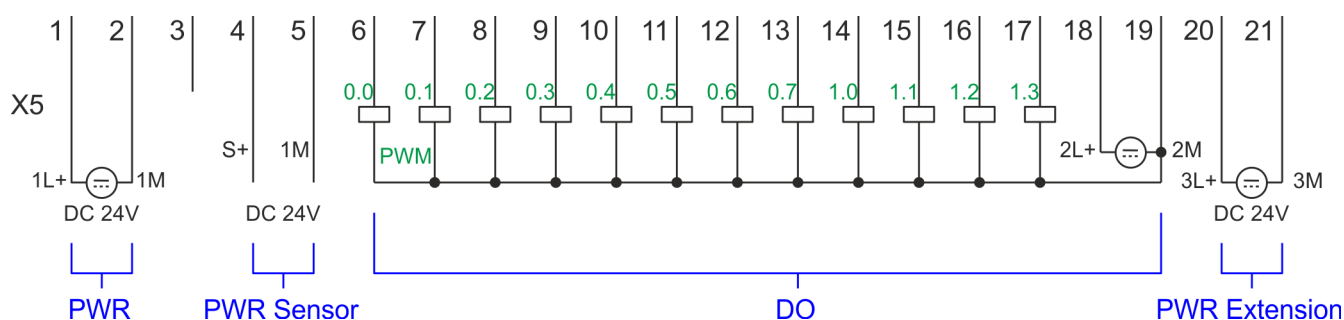 1 2 3 4 5 6 7 8 9 10 11 12 13 14 15 16 17 18 19 20 21
X5
0.0 0.1 0.2 0.3 0.4 0.5 0.6 0.7 1.0 1.1 1.2 1.3
S+ 1M PWM 2L+ 2M
1L+ 1M 3L+ 3M
DC 24V DC 24V DC 24V
PWR PWR Sensor DO PWR Extension